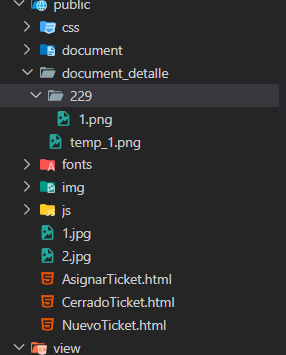 public
css
document
document_detalle
229
1.png
temp_1.png
fonts
img
js
1.jpg
2.jpg
AsignarTicket.html
CerradoTicket.html
NuevoTicket.html
view